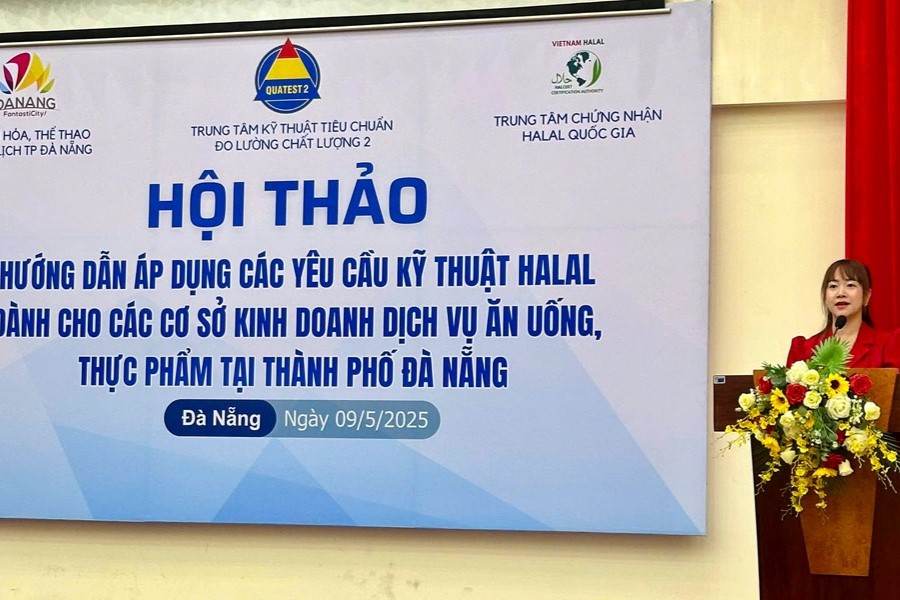 DANANG
FantastiCity!
HÓA, THỂ THAO
LỊCH TP ĐÀ NẴNG
QUATEST 2
TRUNG TÂM KỸ THUẬT TIÊU CHUẨN
ĐO LƯỜNG CHẤT LƯỢNG 2
VIETNAM HALAL
حلال
HALCERT
CERTIFICATION AUTHORITY
TRUNG TÂM CHỨNG NHẬN
HALAL QUỐC GIA
HỘI THẢO
HƯỚNG DẪN ÁP DỤNG CÁC YÊU CẦU KỸ THUẬT HALAL
DÀNH CHO CÁC CƠ SỞ KINH DOANH DỊCH VỤ ĂN UỐNG,
THỰC PHẨM TẠI THÀNH PHỐ ĐÀ NẴNG
Đà Nẵng Ngày 09/5/2025